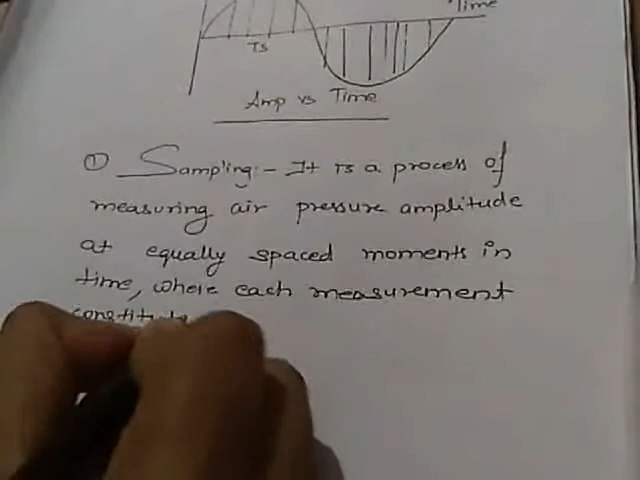 Time
Ts
Amp vs Time
① Sampling:- It is a process of
measuring air pressure amplitude
at equally spaced moments in
time, where each measurement